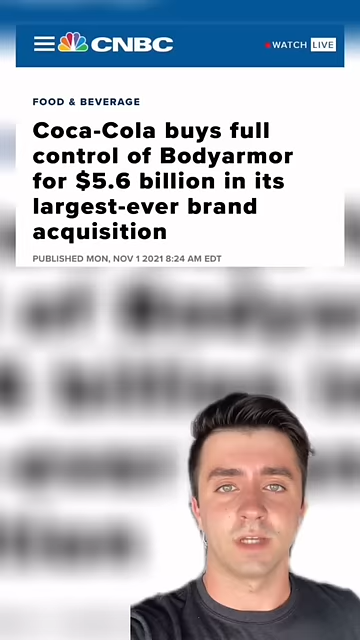 CNBC
WATCH LIVE
FOOD & BEVERAGE
Coca-Cola buys full
control of Bodyarmor
for $5.6 billion in its
largest-ever brand
acquisition
PUBLISHED MON, NOV 1 2021 8:24 AM EDT